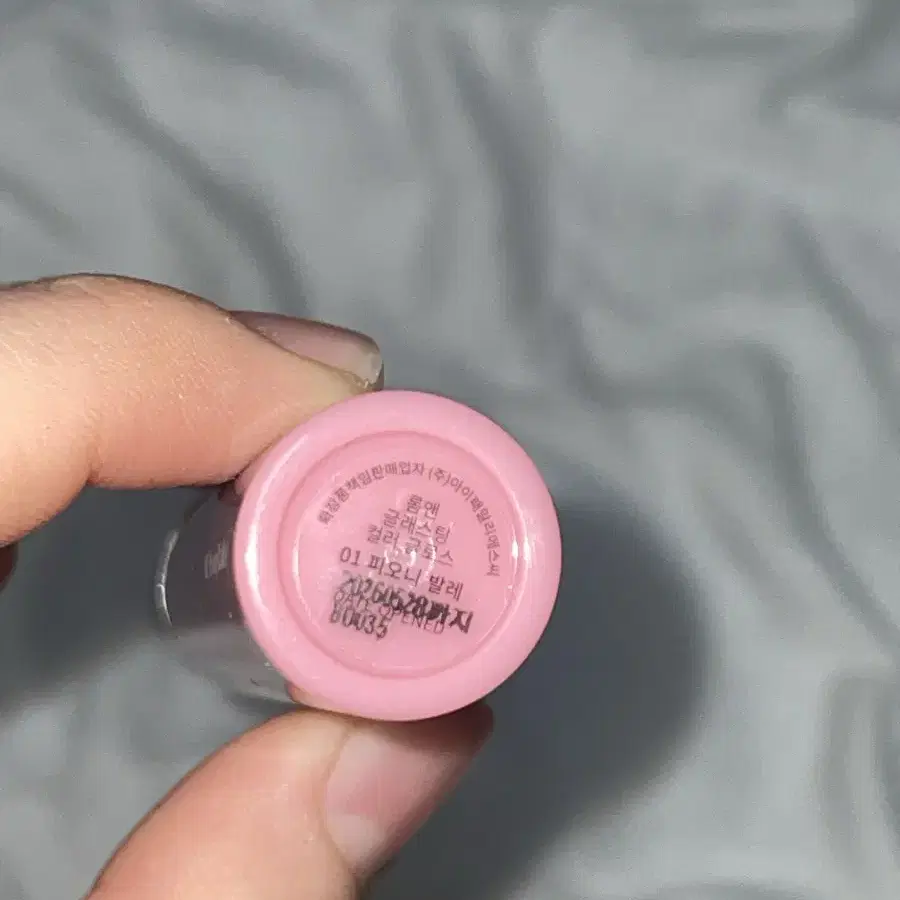 화장품책임판매업자 (주)아이패밀리에스씨
롬앤
글래스팅
컬러 글로스
01 피오니 발레
20260528까지
DATE OPENED
B0035